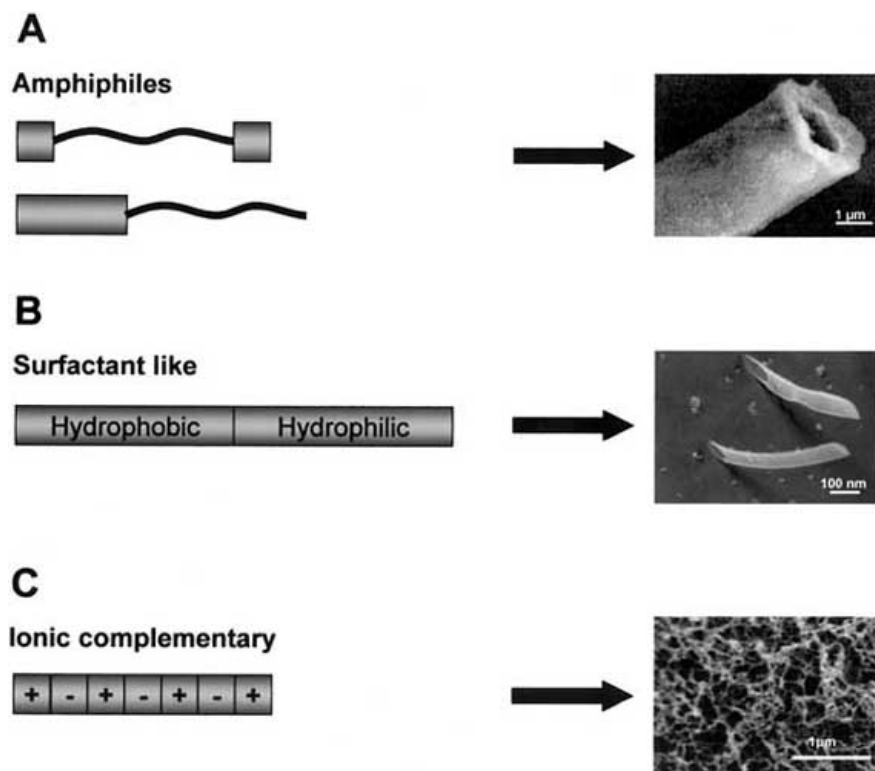 A
Amphiphiles
1 µm
B
Surfactant like
Hydrophobic Hydrophilic
100 nm
C
Ionic complementary
+ - + - + - +
1µm